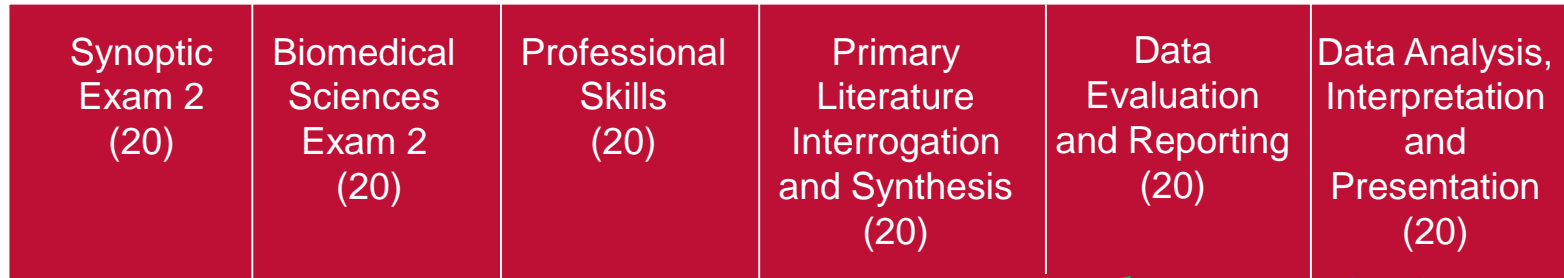 Synoptic
Exam 2
(20)
Biomedical
Sciences
Exam 2
(20)
Professional
Skills
(20)
Primary
Literature
Interrogation
and Synthesis
(20)
Data
Evaluation
and Reporting
(20)
Data Analysis,
Interpretation
and
Presentation
(20)